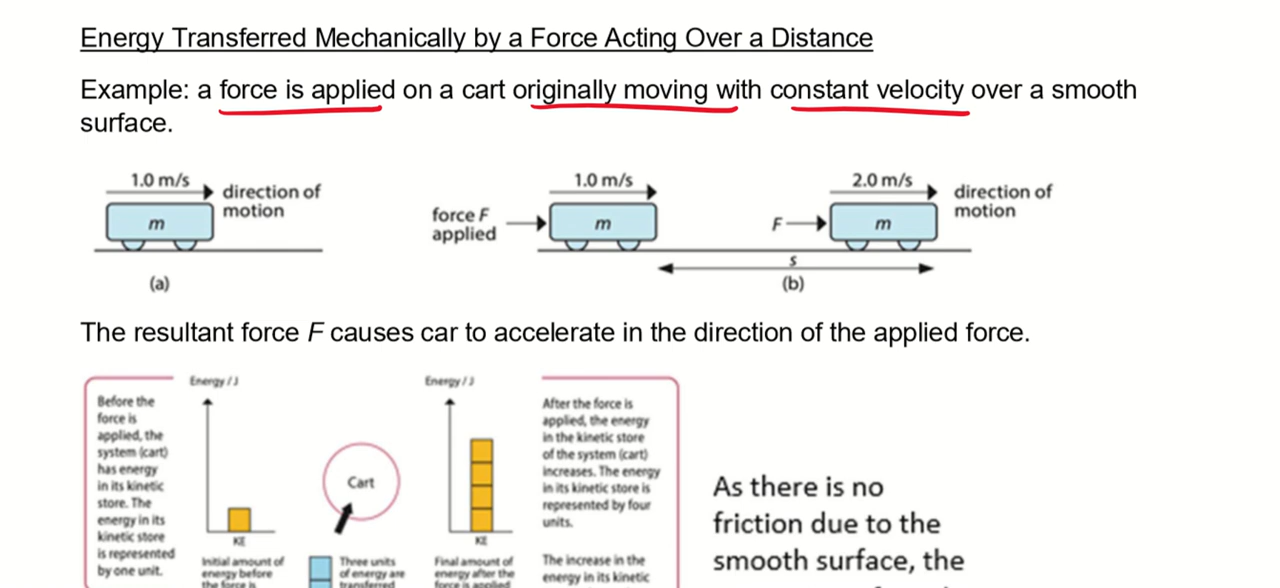 Energy Transferred Mechanically by a Force Acting Over a Distance
Example: a force is applied on a cart originally moving with constant velocity over a smooth
surface.
1.0 m/s
direction of
motion
m
(a)
force F
applied
1.0 m/s
m
F
2.0 m/s
m
direction of
motion
s
(b)
The resultant force F causes car to accelerate in the direction of the applied force.
Before the
force is
applied, the
system (cart)
has energy
in its kinetic
store. The
energy in its
kinetic store
is represented
by one unit.
Energy / J
KE
Initial amount of
energy before
the force is
Cart
Three units
of energy are
transferred
Energy / J
KE
Final amount of
energy after the
force is applied
After the force is
applied, the energy
in the kinetic store
of the system (cart)
increases. The energy
in its kinetic store is
represented by four
units.
The increase in the
energy in its kinetic
As there is no
friction due to the
smooth surface, the